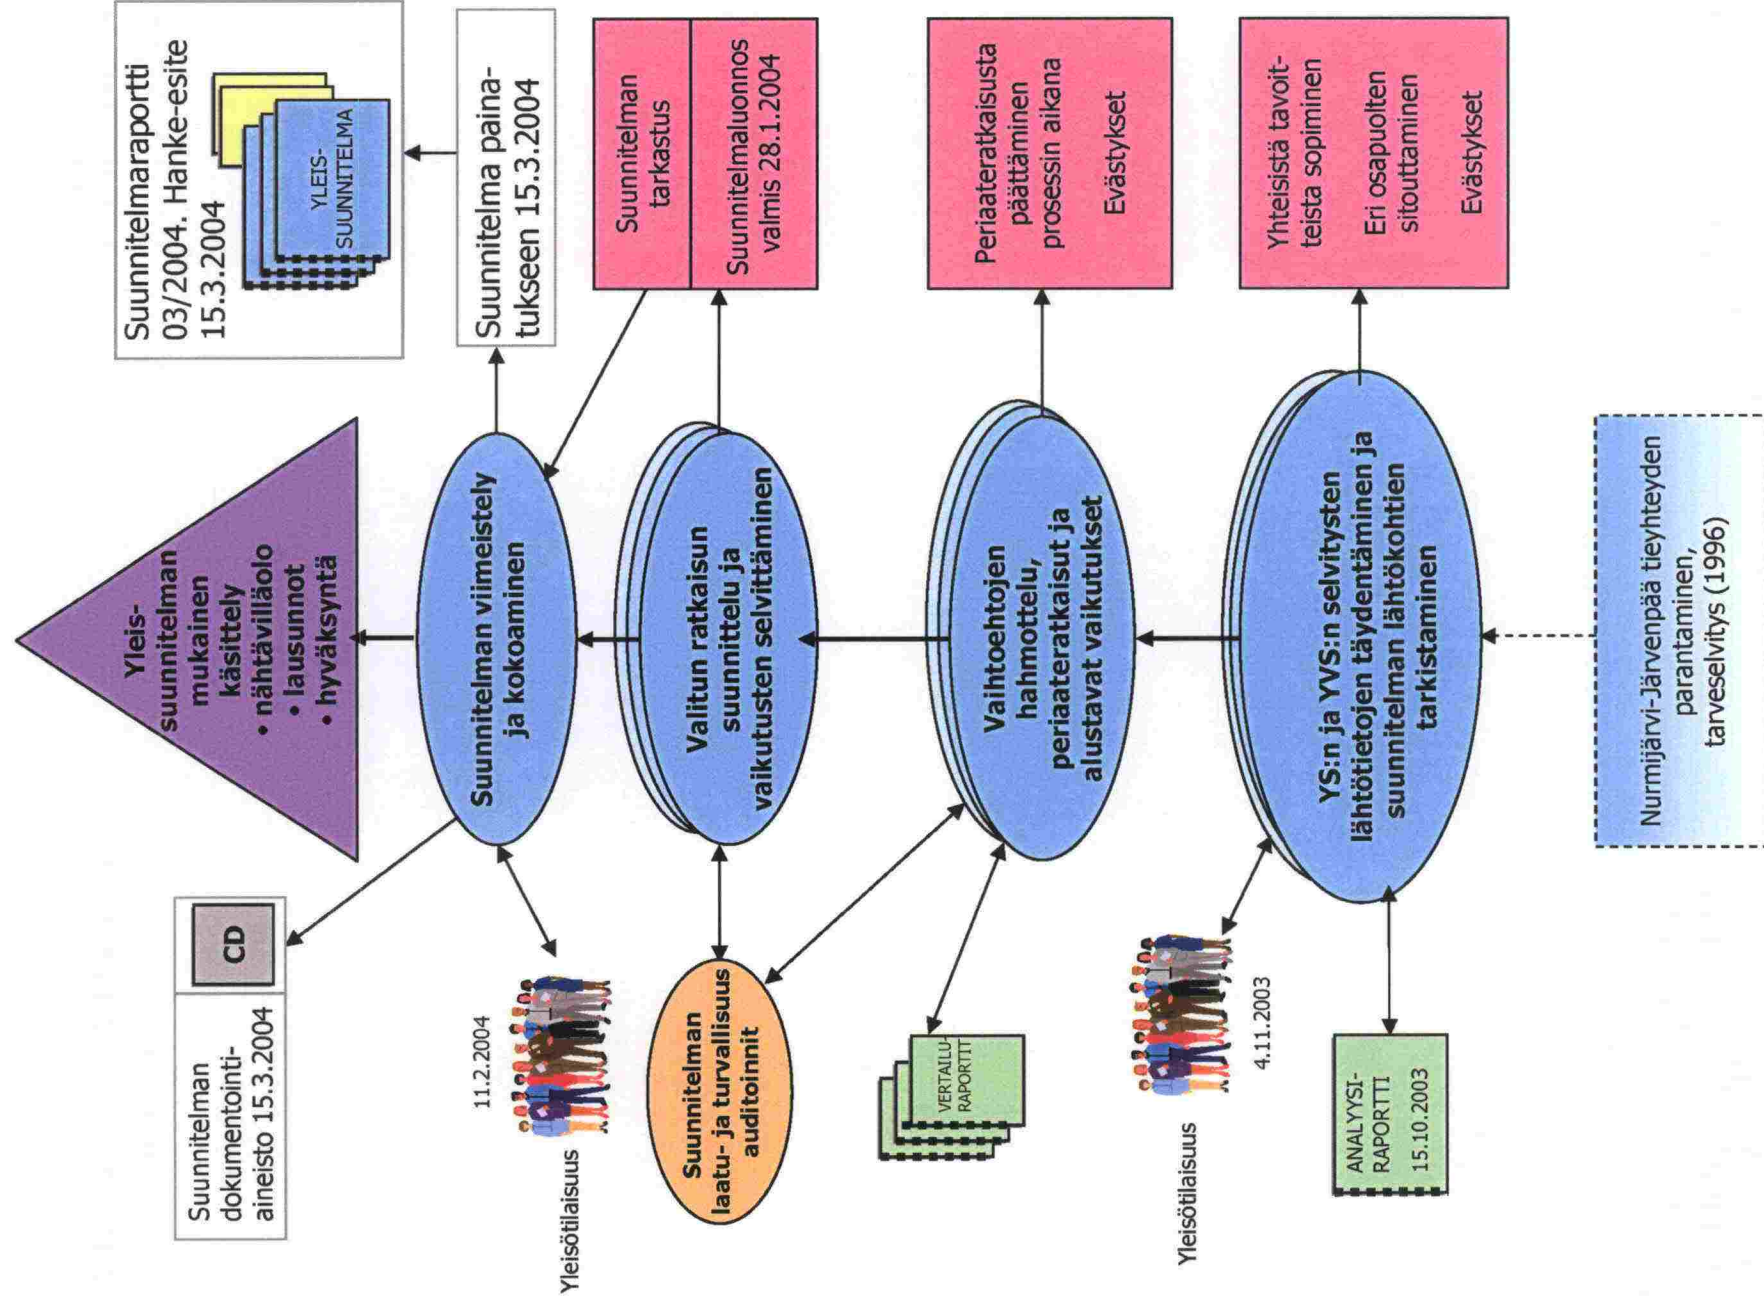 Suunnitelmaraportti
03/2004. Hanke-esite
15.3.2004
YLEIS-
SUUNNITELMA
Suunnitelma paina-
tukseen 15.3.2004
Suunnitelman
tarkastus
Suunnitelmaluonnos
valmis 28.1.2004
Periaateratkaisusta
päättäminen
prosessin aikana
Evästykset
Yhteisistä tavoit-
teista sopiminen
Eri osapuolten
sitouttaminen
Evästykset
Yleis-
suunnitelman
mukainen
käsittely
• nähtävilläolo
• lausunnot
• hyväksyntä
Suunnitelman viimeistely
ja kokoaminen
Valitun ratkaisun
suunnittelu ja
vaikutusten selvittäminen
Vaihtoehtojen
hahmottelu,
periaateratkaisut ja
alustavat vaikutukset
YS:n ja YVS:n selvitysten
lähtötietojen täydentäminen ja
suunnitelman lähtökohtien
tarkistaminen
Nurmijärvi-Järvenpää tieyhteyden
parantaminen,
tarveselvitys (1996)
Suunnitelman
dokumentointi-
aineisto 15.3.2004
CD
11.2.2004
Yleisötilaisuus
Suunnitelman
laatu- ja turvallisuus
auditoinnit
VERTAILU-
RAPORTIT
4.11.2003
Yleisötilaisuus
ANALYYSI-
RAPORTTI
15.10.2003